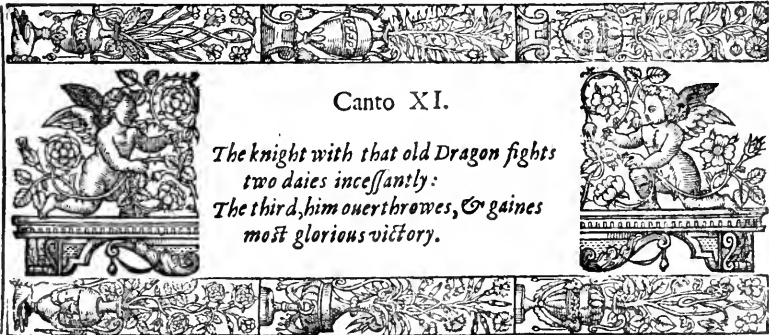 Canto XI.
The knight with that old Dragon fights
two daies inceſſantly:
The third, him ouerthrowes, & gaines
moſt glorious victory.